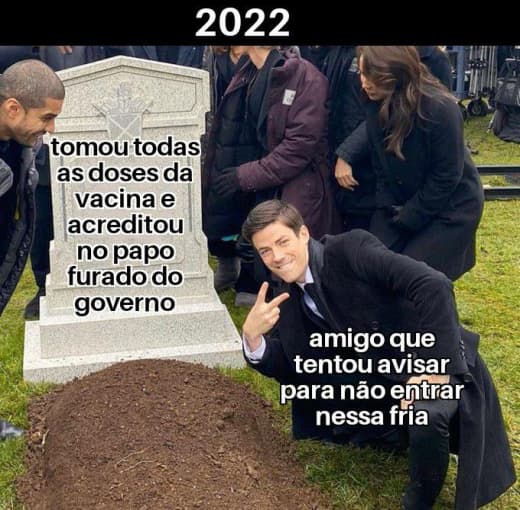 2022
tomou todas
as doses da
vacina e
acreditou
no papo
furado do
governo
amigo que
tentou avisar
para não entrar
nessa fria